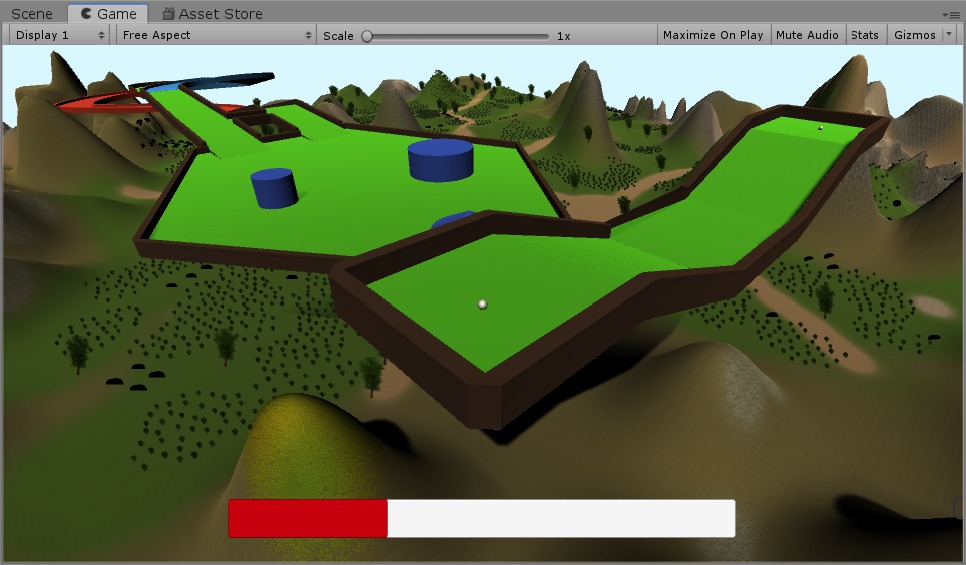 Scene Game Asset Store
Display 1 Free Aspect Scale 1x Maximize On Play Mute Audio Stats Gizmos